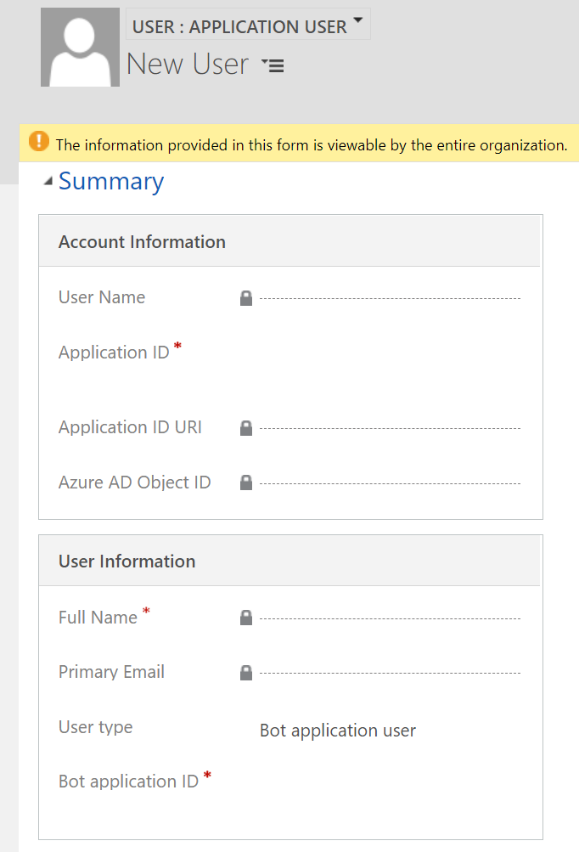 USER : APPLICATION USER
New User
The information provided in this form is viewable by the entire organization.
Summary
Account Information
User Name
Application ID *
Application ID URI
Azure AD Object ID
User Information
Full Name *
Primary Email
User type Bot application user
Bot application ID *